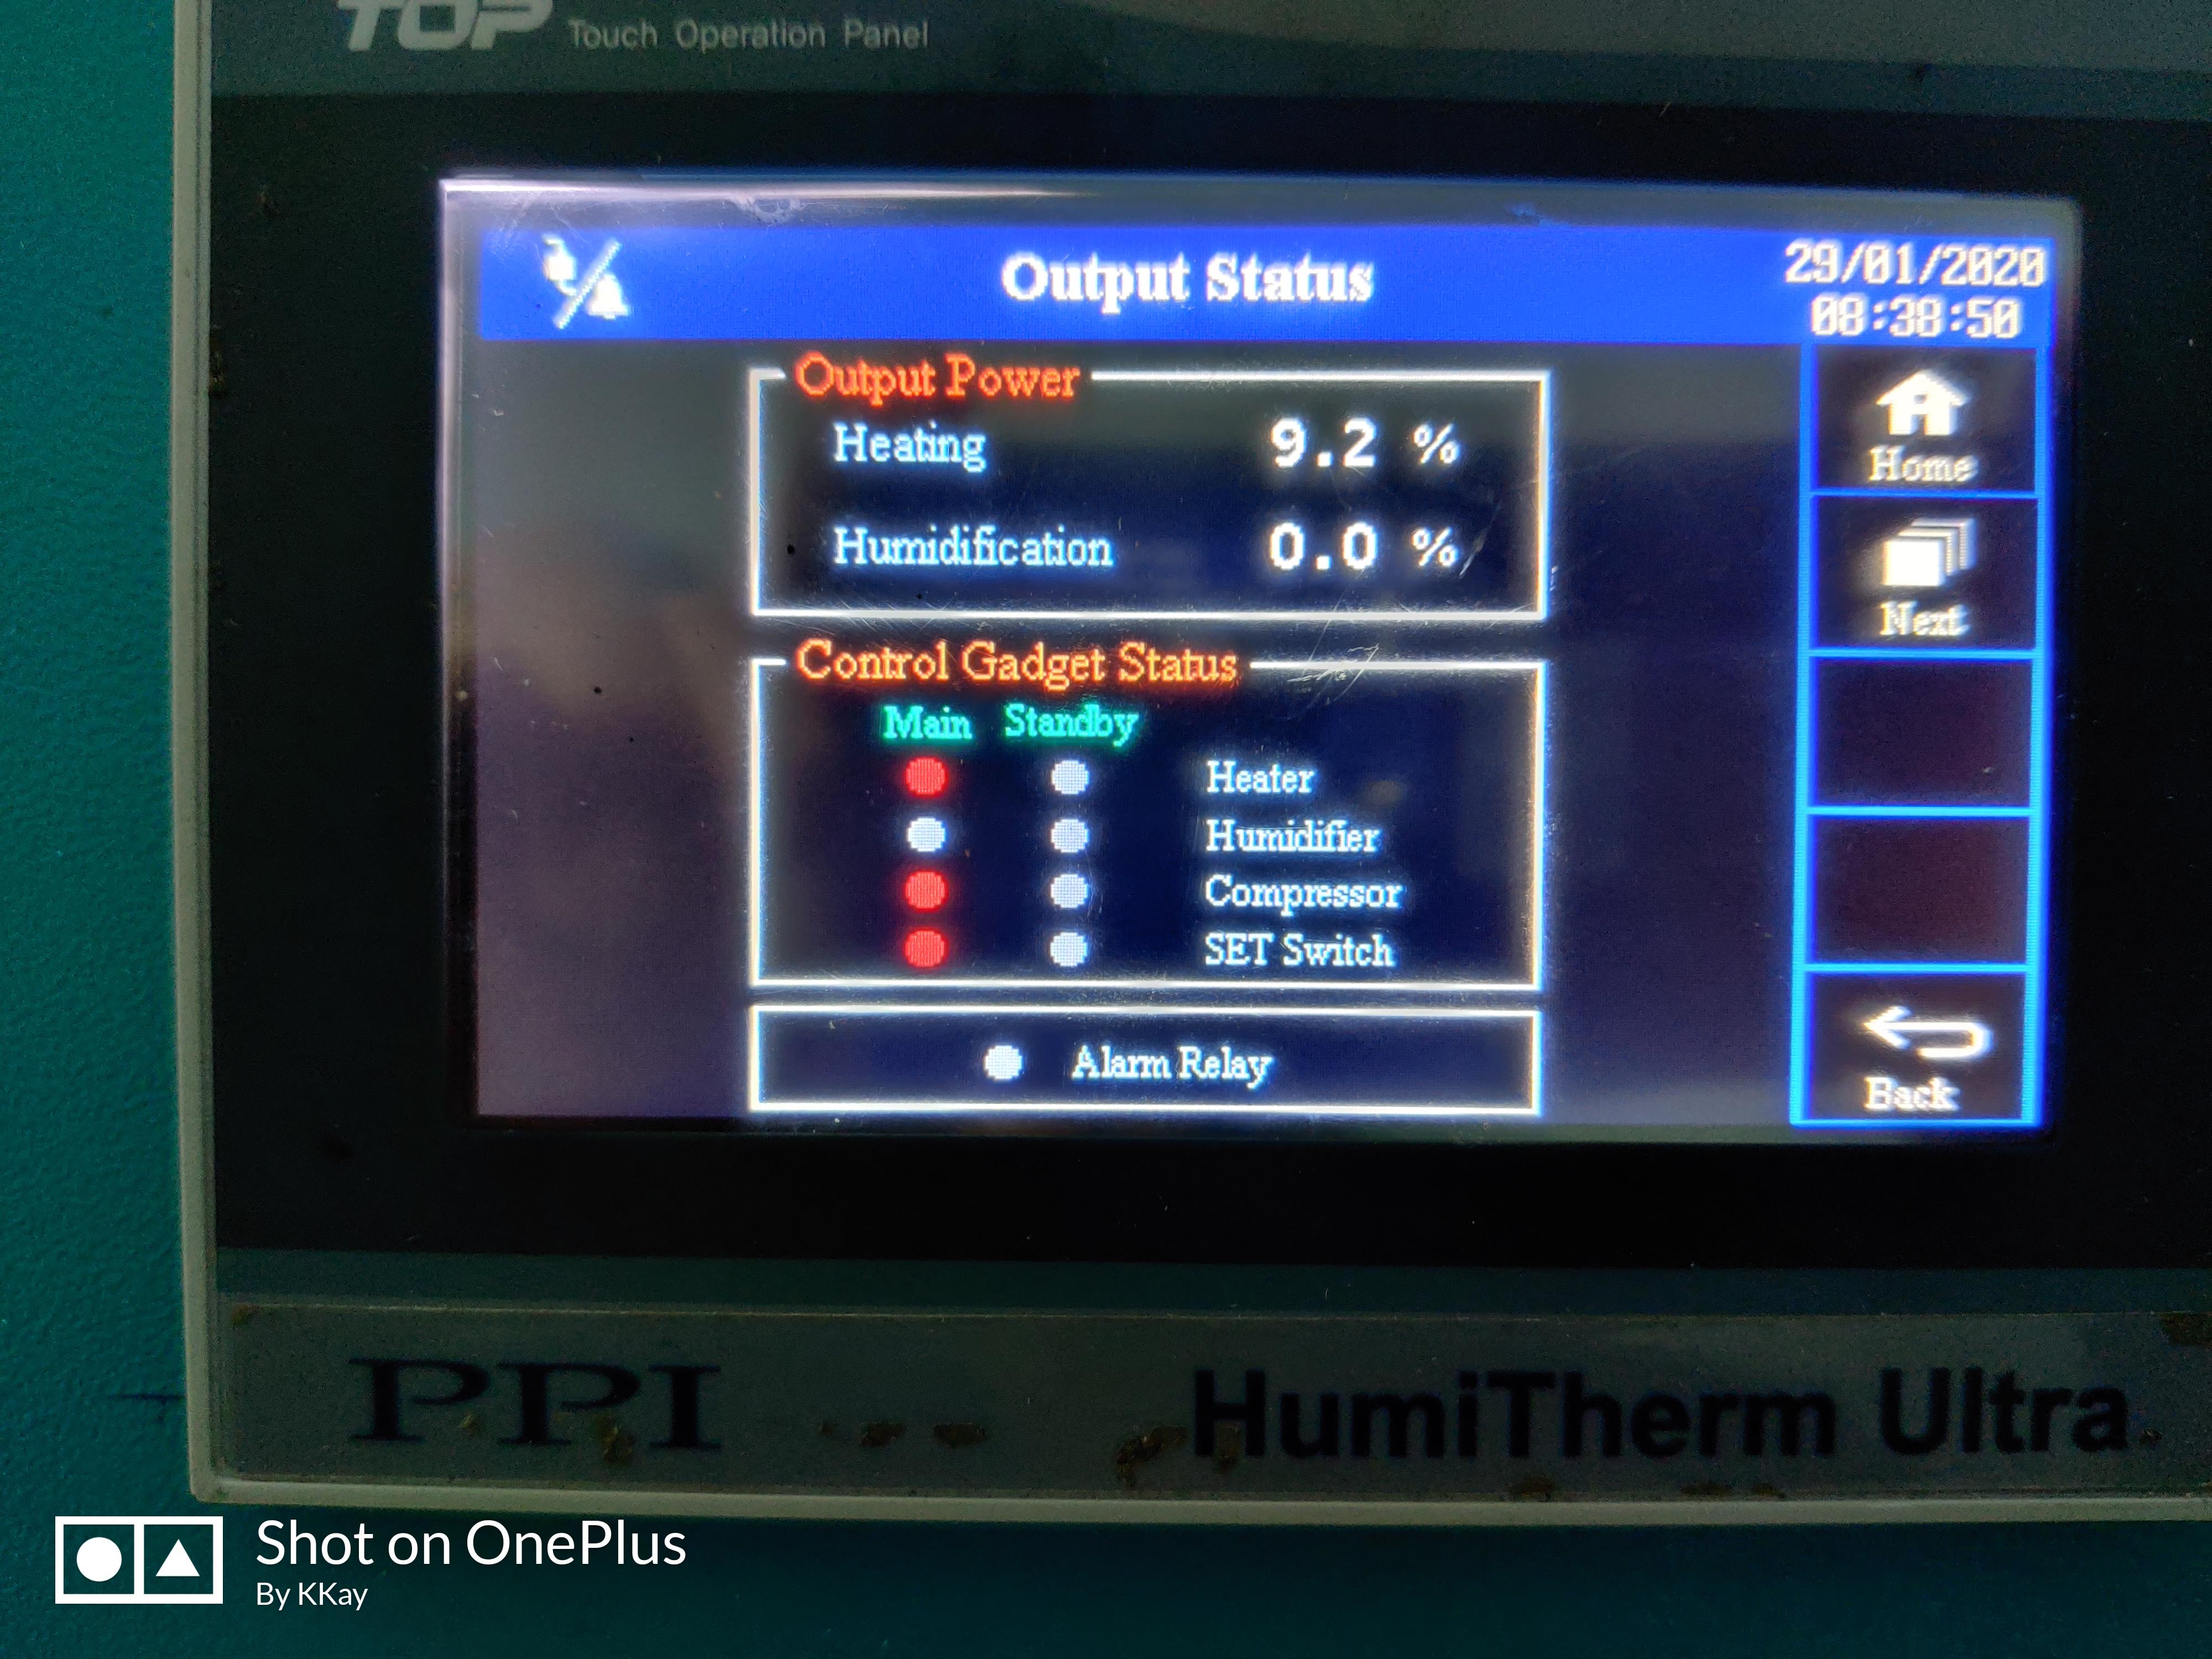 TOP Touch Operation Panel
Output Status
29/01/2020
08:38:50
Output Power
Heating 9.2 %
Humidification 0.0 %
Control Gadget Status
Main Standby
Heater
Humidifier
Compressor
SET Switch
Alarm Relay
Home
Next
Back
PPI HumiTherm Ultra
Shot on OnePlus
By KKay